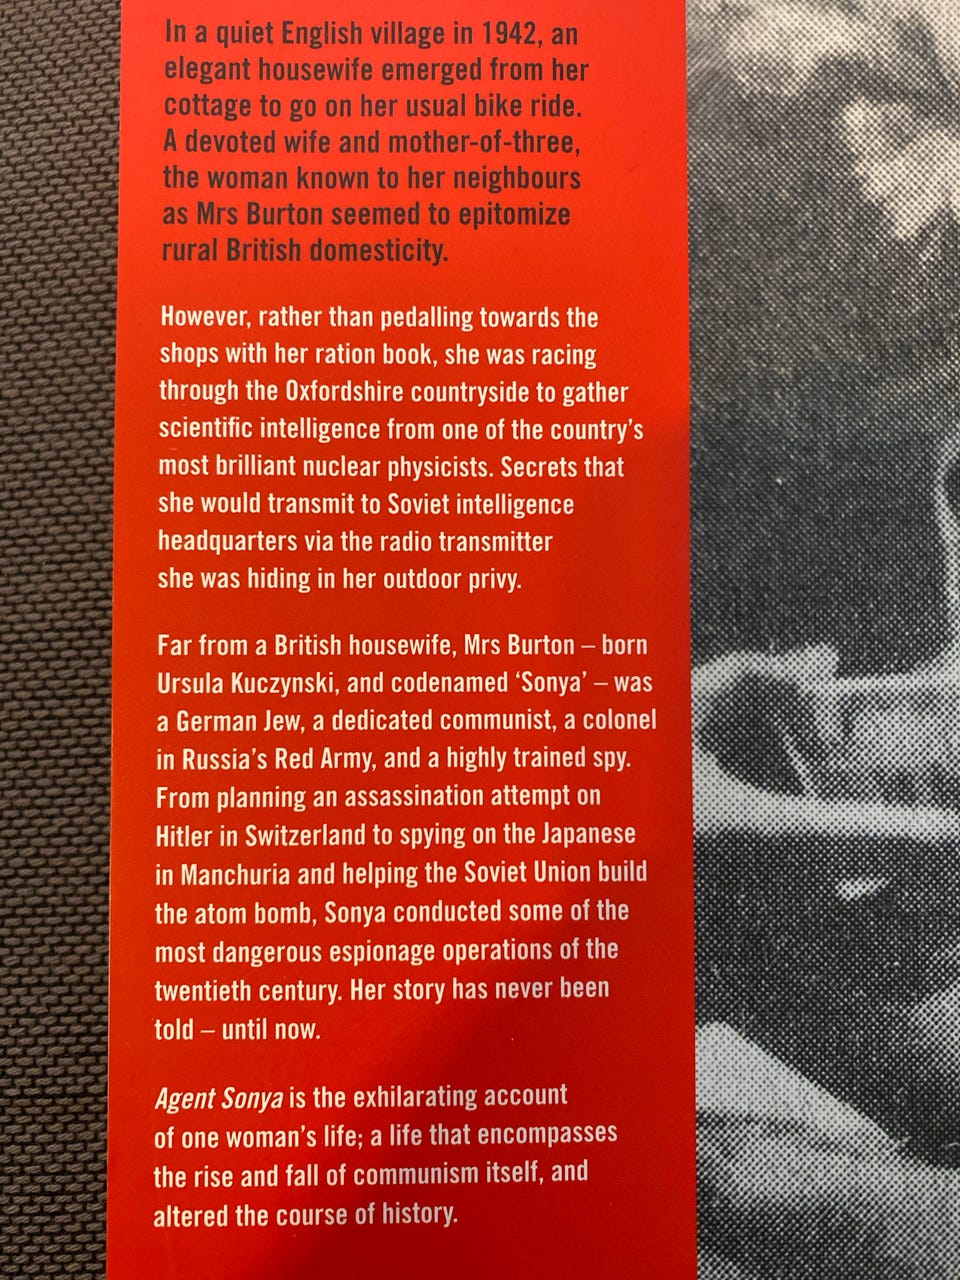 In a quiet English village in 1942, an
elegant housewife emerged from her
cottage to go on her usual bike ride.
A devoted wife and mother-of-three,
the woman known to her neighbours
as Mrs Burton seemed to epitomize
rural British domesticity.
However, rather than pedalling towards the
shops with her ration book, she was racing
through the Oxfordshire countryside to gather
scientific intelligence from one of the country’s
most brilliant nuclear physicists. Secrets that
she would transmit to Soviet intelligence
headquarters via the radio transmitter
she was hiding in her outdoor privy.
Far from a British housewife, Mrs Burton – born
Ursula Kuczynski, and codenamed ‘Sonya’ – was
a German Jew, a dedicated communist, a colonel
in Russia’s Red Army, and a highly trained spy.
From planning an assassination attempt on
Hitler in Switzerland to spying on the Japanese
in Manchuria and helping the Soviet Union build
the atom bomb, Sonya conducted some of the
most dangerous espionage operations of the
twentieth century. Her story has never been
told – until now.
Agent Sonya is the exhilarating account
of one woman’s life; a life that encompasses
the rise and fall of communism itself, and
altered the course of history.